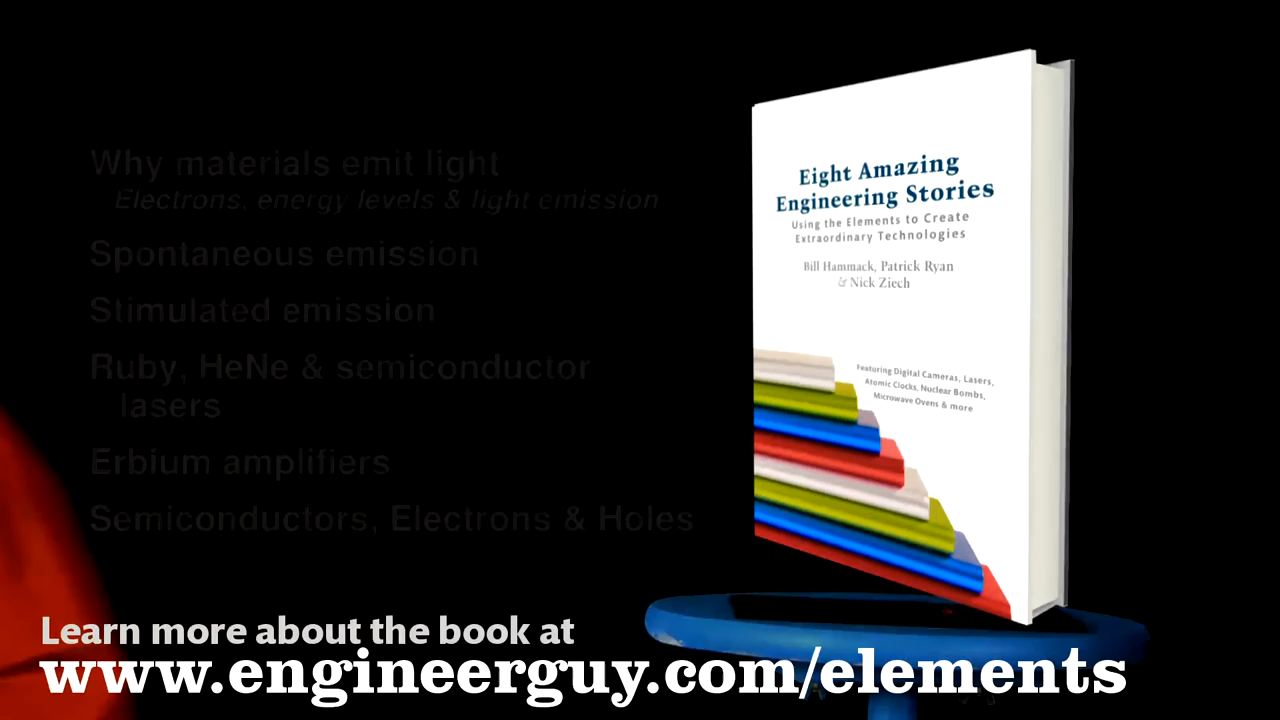 Why materials emit light
Electrons, energy levels & light emission
Spontaneous emission
Stimulated emission
Ruby, HeNe & semiconductor
lasers
Erbium amplifiers
Semiconductors, Electrons & Holes
Eight Amazing
Engineering Stories
Using the Elements to Create
Extraordinary Technologies
Bill Hammack, Patrick Ryan
& Nick Ziech
Featuring Digital Cameras, Lasers,
Atomic Clocks, Nuclear Bombs,
Microwave Ovens & more
Learn more about the book at
www.engineerguy.com/elements